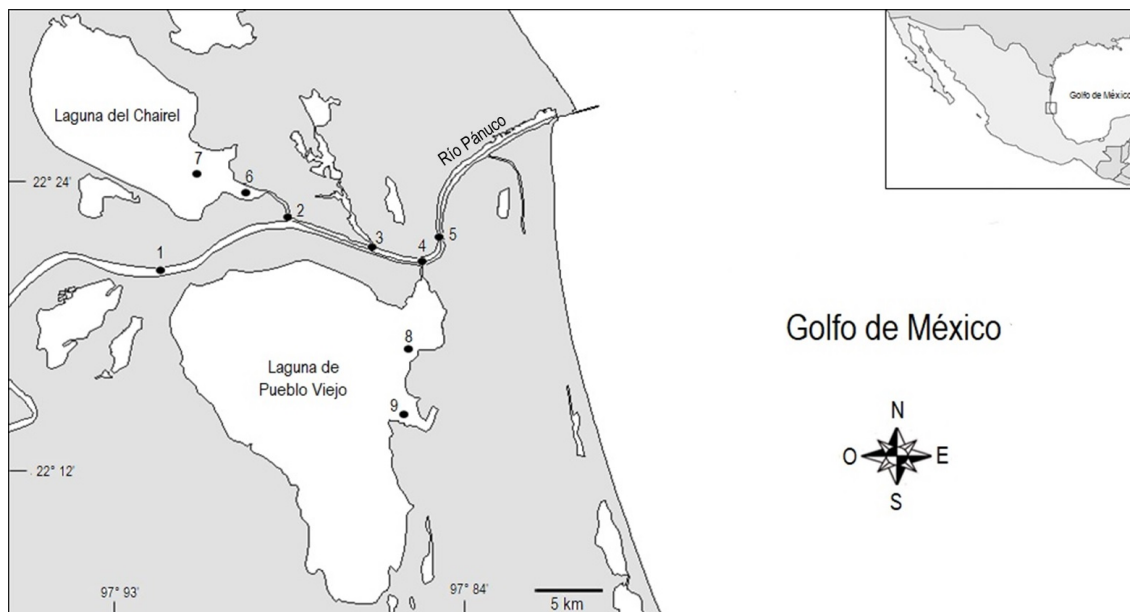 Laguna del Chairel
Golfo de México
Río Pánuco
7
6
22° 24'
2
3
5
4
1
Golfo de México
8
Laguna de
Pueblo Viejo
9
N
O
E
S
22° 12'
97° 93
97° 84
5 km